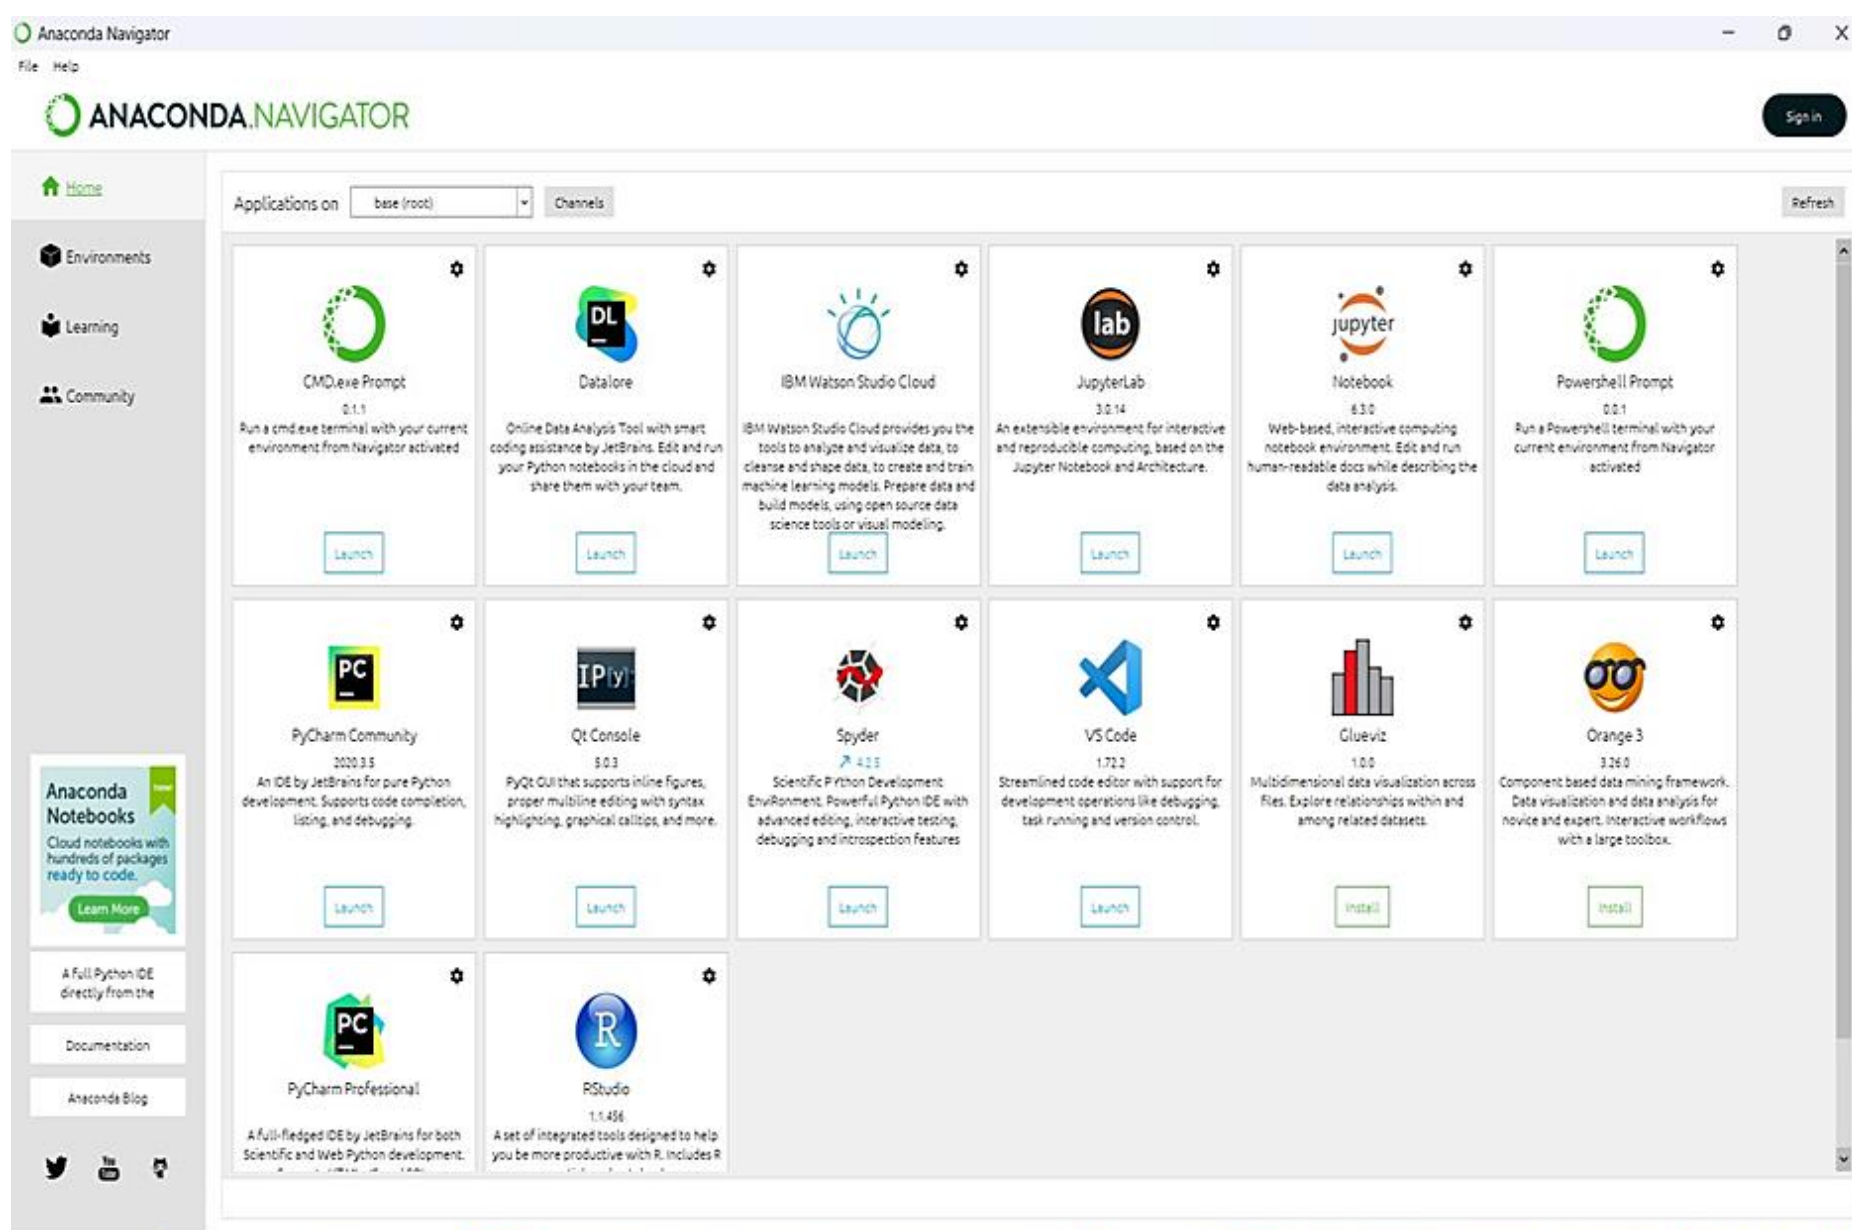 Anaconda Navigator
File Help
ANACONDA.NAVIGATOR
Sign in
Home
Environments
Learning
Community
Applications on base (root) Channels
Refresh
CMD.exe Prompt
0.1.1
Run a cmd.exe terminal with your current
environment from Navigator activated
Launch
DL
Datalore
Online Data Analysis Tool with smart
coding assistance by JetBrains. Edit and run
your Python notebooks in the cloud and
share them with your team.
Launch
IBM Watson Studio Cloud
IBM Watson Studio Cloud provides you the
tools to analyze and visualize data, to
cleanse and shape data, to create and train
machine learning models. Prepare data and
build models, using open source data
science tools or visual modeling.
Launch
lab
JupyterLab
3.0.14
An extensible environment for interactive
and reproducible computing, based on the
Jupyter Notebook and Architecture.
Launch
jupyter
Notebook
6.3.0
Web-based, interactive computing
notebook environment. Edit and run
human-readable docs while describing the
data analysis.
Launch
Powershell Prompt
0.0.1
Run a Powershell terminal with your
current environment from Navigator
activated
Launch
PC
PyCharm Community
2020.3.5
An IDE by JetBrains for pure Python
development. Supports code completion,
listing, and debugging.
Launch
IP[y]:
Qt Console
5.0.3
PyQt GUI that supports inline figures,
proper multiline editing with syntax
highlighting, graphical calltips, and more.
Launch
Spyder
4.2.5
Scientific PYthon Development
EnviRonment. Powerful Python IDE with
advanced editing, interactive testing,
debugging and introspection features
Launch
VS Code
1.72.2
Streamlined code editor with support for
development operations like debugging,
task running and version control.
Launch
Glueviz
1.0.0
Multidimensional data visualization across
files. Explore relationships within and
among related datasets.
Install
Orange 3
3.26.0
Component based data mining framework.
Data visualization and data analysis for
novice and expert. Interactive workflows
with a large toolbox.
Install
PC
PyCharm Professional
A full-fledged IDE by JetBrains for both
Scientific and Web Python development.
R
RStudio
1.1.456
A set of integrated tools designed to help
you be more productive with R. Includes R
Anaconda
Notebooks
New
Cloud notebooks with
hundreds of packages
ready to code.
Learn More
A full Python IDE
directly from the
Documentation
Anaconda Blog
You
Tube